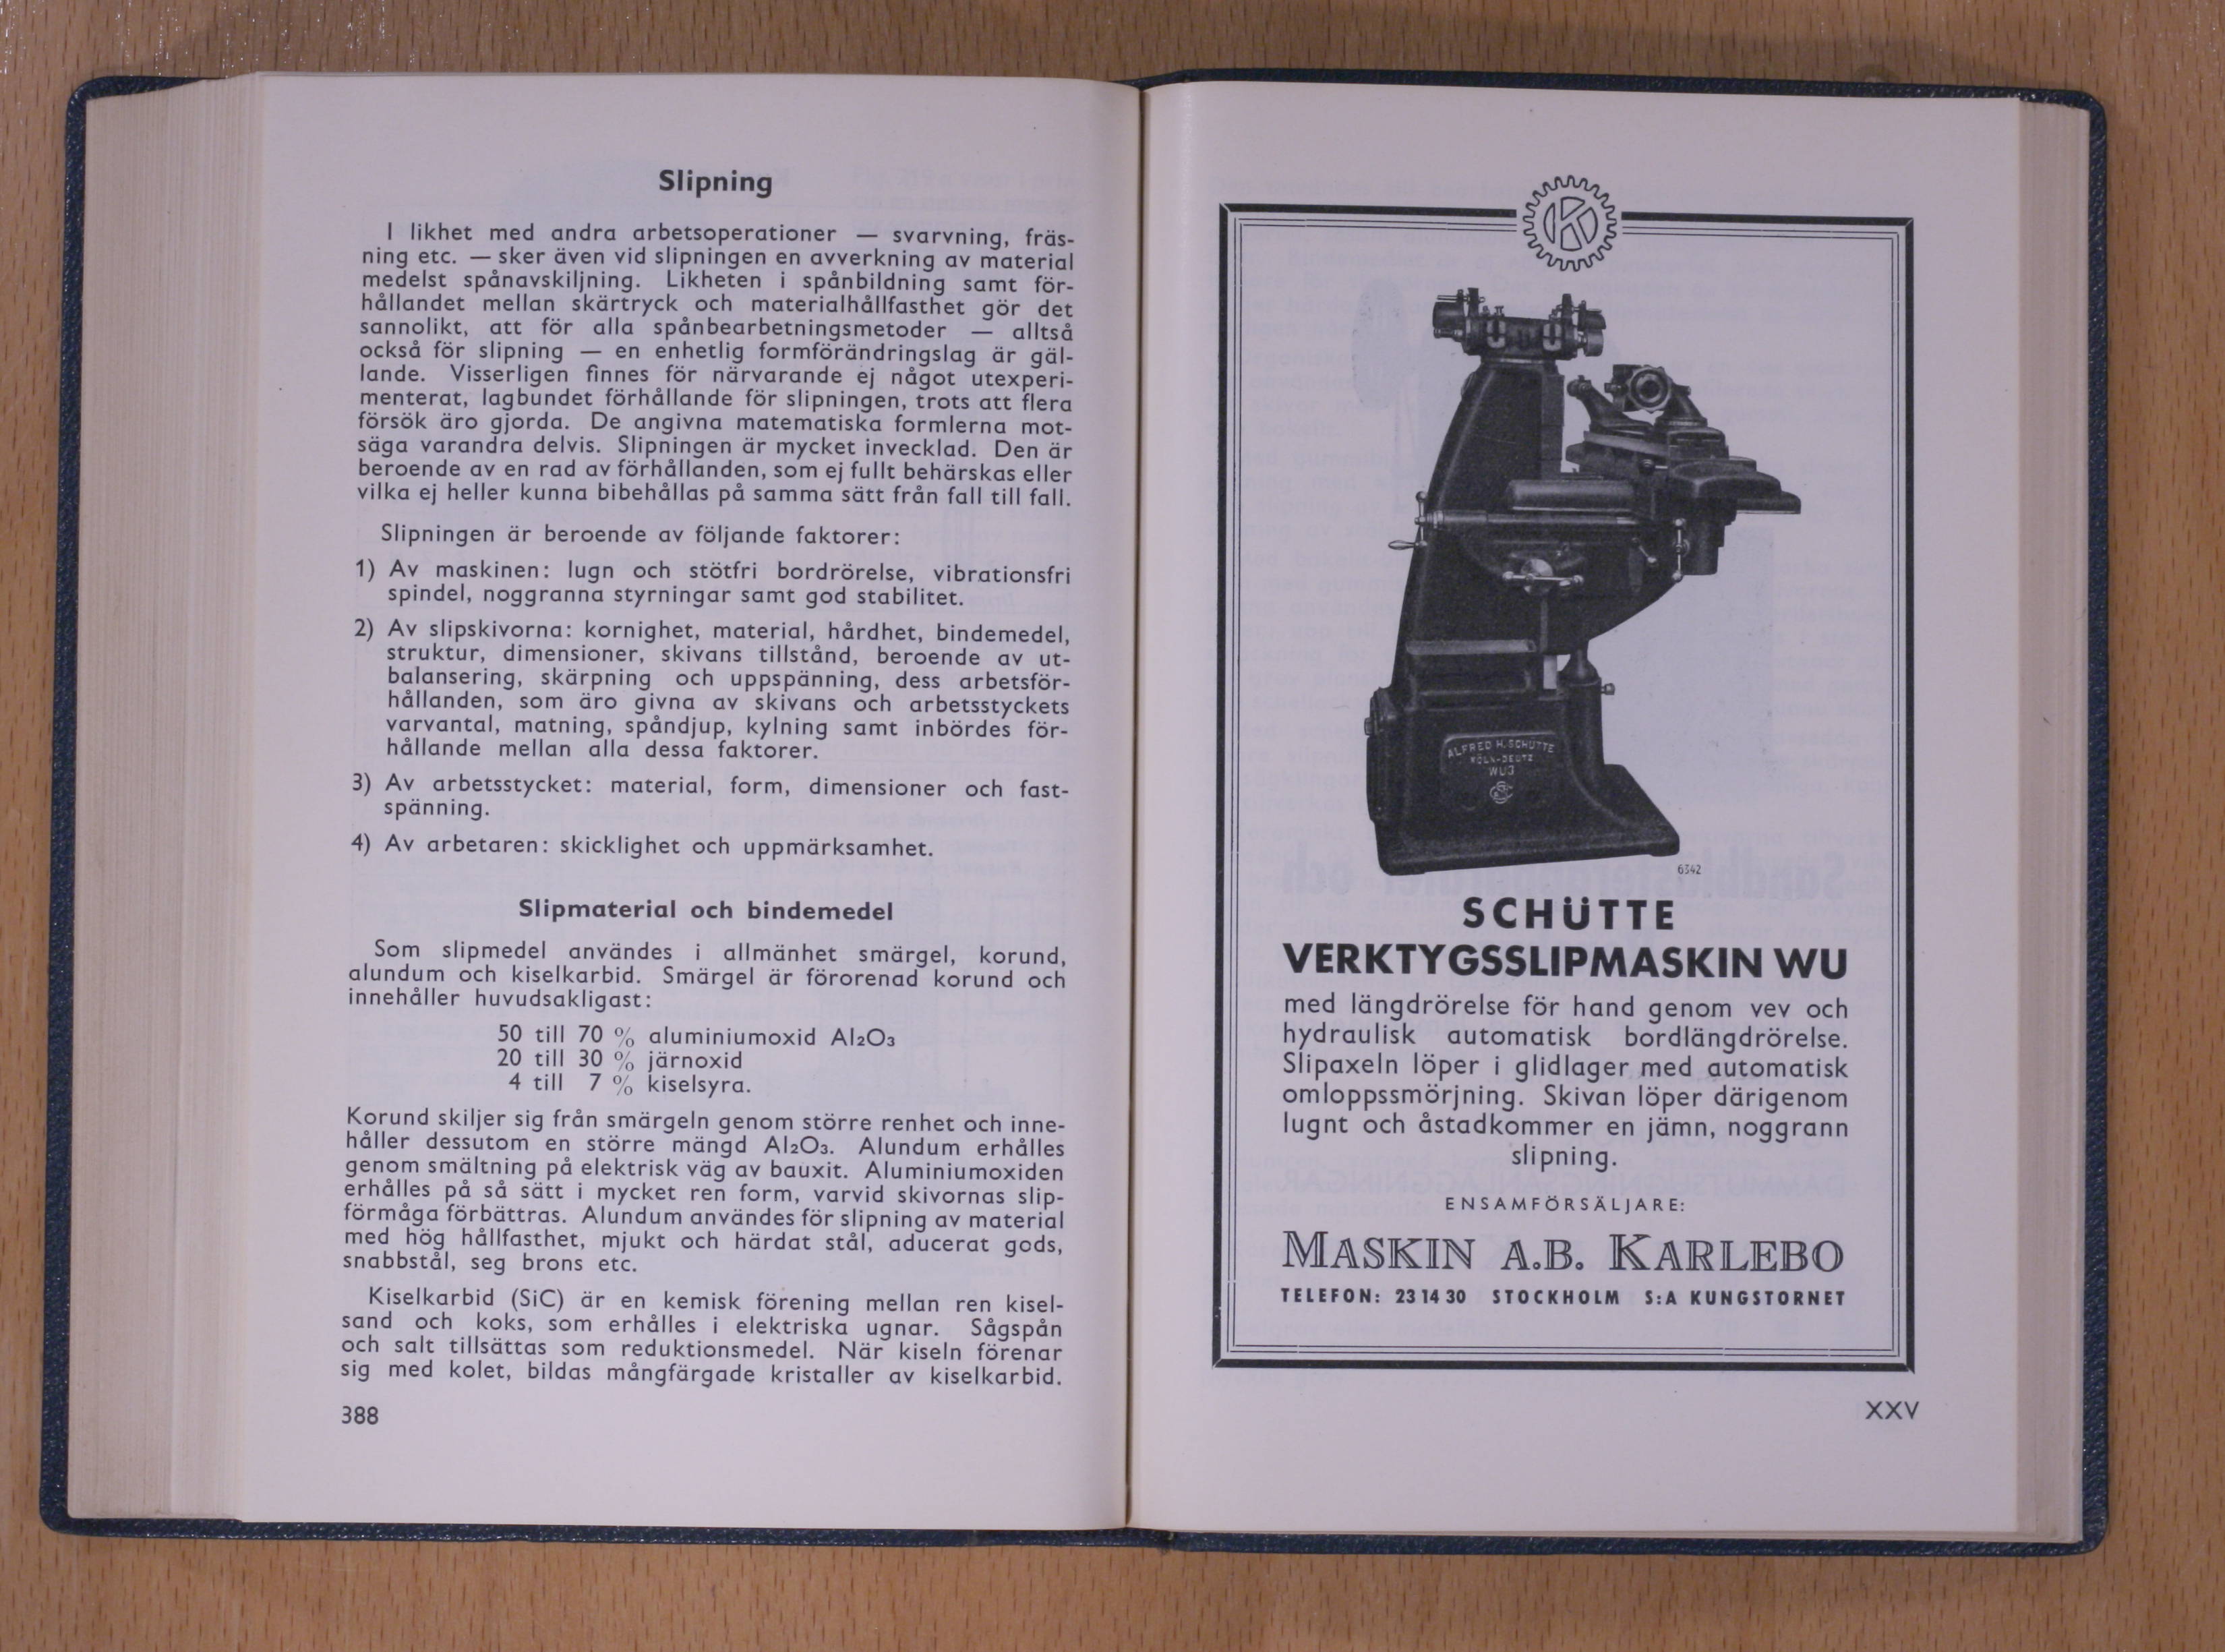 Slipning
I likhet med andra arbetsoperationer — svarvning, fräs-
ning etc. — sker även vid slipningen en avverkning av material
medelst spånavskiljning. Likheten i spånbildning samt för-
hållandet mellan skärtryck och materialhållfasthet gör det
sannolikt, att för alla spånbearbetningsmetoder — alltså
också för slipning — en enhetlig formförändringslag är gäl-
lande. Visserligen finnes för närvarande ej något utexperi-
menterat, lagbundet förhållande för slipningen, trots att flera
försök äro gjorda. De angivna matematiska formlerna mot-
säga varandra delvis. Slipningen är mycket invecklad. Den är
beroende av en rad av förhållanden, som ej fullt behärskas eller
vilka ej heller kunna bibehållas på samma sätt från fall till fall.
Slipningen är beroende av följande faktorer:
1) Av maskinen: lugn och stötfri bordrörelse, vibrationsfri
spindel, noggranna styrningar samt god stabilitet.
2) Av slipskivorna: kornighet, material, hårdhet, bindemedel,
struktur, dimensioner, skivans tillstånd, beroende av ut-
balansering, skärpning och uppspänning, dess arbetsför-
hållanden, som äro givna av skivans och arbetsstyckets
varvantal, matning, spåndjup, kylning samt inbördes för-
hållande mellan alla dessa faktorer.
3) Av arbetsstycket: material, form, dimensioner och fast-
spänning.
4) Av arbetaren: skicklighet och uppmärksamhet.
Slipmaterial och bindemedel
Som slipmedel användes i allmänhet smärgel, korund,
alundum och kiselkarbid. Smärgel är förorenad korund och
innehåller huvudsakligast:
50 till 70 % aluminiumoxid Al₂O₃
20 till 30 % järnoxid
4 till 7 % kiselsyra.
Korund skiljer sig från smärgeln genom större renhet och inne-
håller dessutom en större mängd Al₂O₃. Alundum erhålles
genom smältning på elektrisk väg av bauxit. Aluminiumoxiden
erhålles på så sätt i mycket ren form, varvid skivornas slip-
förmåga förbättras. Alundum användes för slipning av material
med hög hållfasthet, mjukt och härdat stål, aducerat gods,
snabbstål, seg brons etc.
Kiselkarbid (SiC) är en kemisk förening mellan ren kisel-
sand och koks, som erhålles i elektriska ugnar. Sågspån
och salt tillsättas som reduktionsmedel. När kiseln förenar
sig med kolet, bildas mångfärgade kristaller av kiselkarbid.
388
K
ALFRED H. SCHÜTTE
KÖLN-DEUTZ
WU3
6342
SCHÜTTE
VERKTYGSSLIPMASKIN WU
med längdrörelse för hand genom vev och
hydraulisk automatisk bordlängdrörelse.
Slipaxeln löper i glidlager med automatisk
omloppssmörjning. Skivan löper därigenom
lugnt och åstadkommer en jämn, noggrann
slipning.
ENSAMFÖRSÄLJARE:
MASKIN A.B. KARLEBO
TELEFON: 23 14 30 STOCKHOLM S:A KUNGSTORNET
XXV